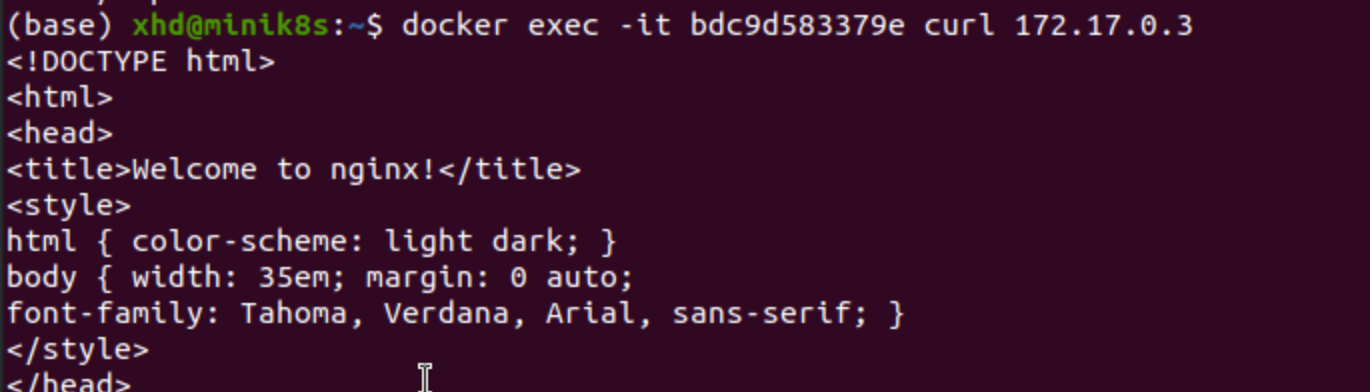 (base) xhd@minik8s:~$ docker exec -it bdc9d583379e curl 172.17.0.3
<!DOCTYPE html>
<html>
<head>
<title>Welcome to nginx!</title>
<style>
html { color-scheme: light dark; }
body { width: 35em; margin: 0 auto;
font-family: Tahoma, Verdana, Arial, sans-serif; }
</style>
</head>